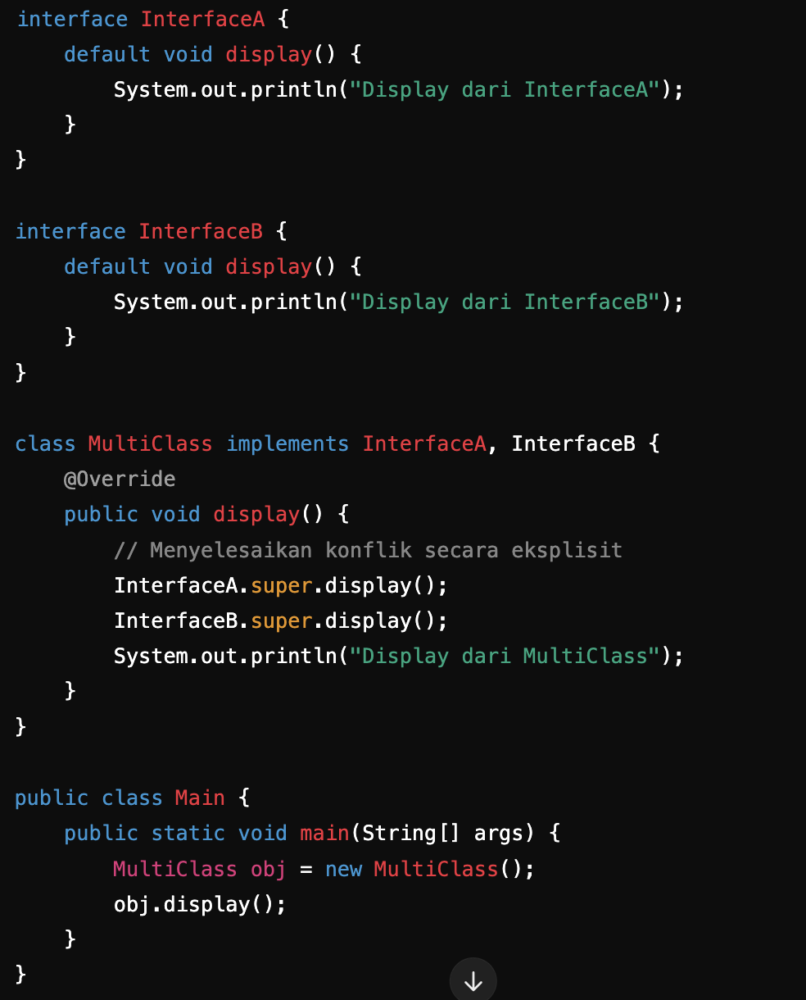 interface InterfaceA {
    default void display() {
        System.out.println("Display dari InterfaceA");
    }
}

interface InterfaceB {
    default void display() {
        System.out.println("Display dari InterfaceB");
    }
}

class MultiClass implements InterfaceA, InterfaceB {
    @Override
    public void display() {
        // Menyelesaikan konflik secara eksplisit
        InterfaceA.super.display();
        InterfaceB.super.display();
        System.out.println("Display dari MultiClass");
    }
}

public class Main {
    public static void main(String[] args) {
        MultiClass obj = new MultiClass();
        obj.display();
    }
}